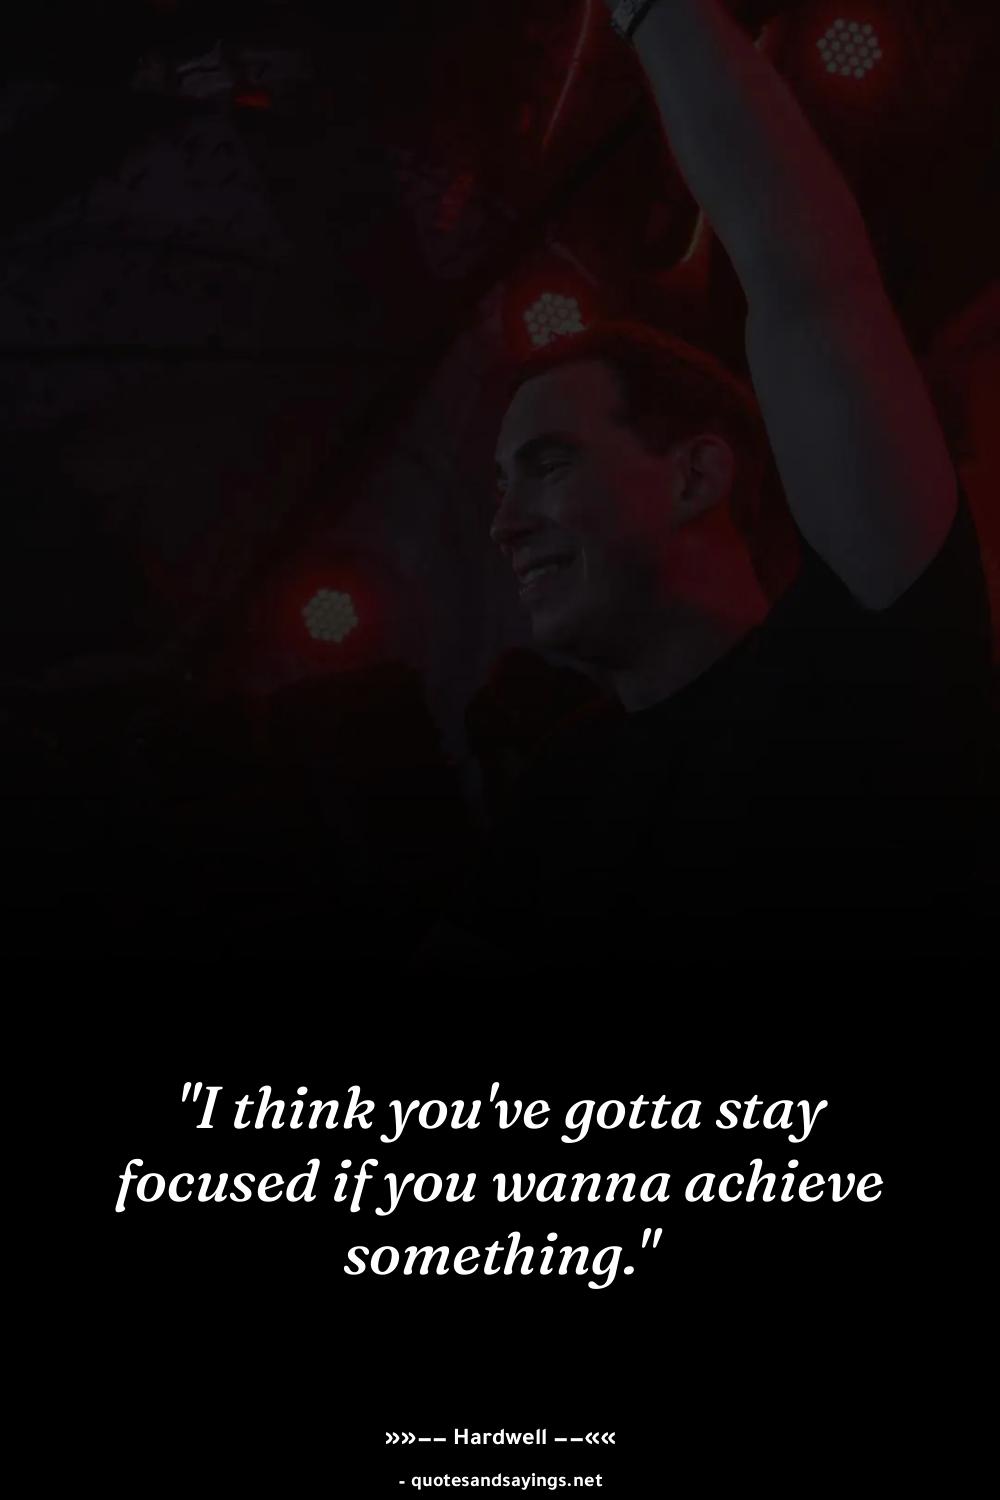 "I think you've gotta stay
focused if you wanna achieve
something."
»»–– Hardwell ––««
- quotesandsayings.net